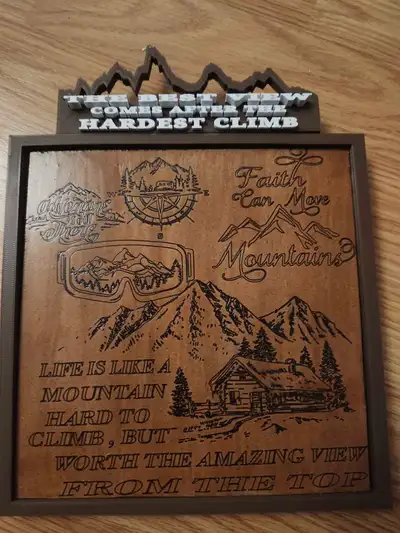 THE BEST VIEW
COMES AFTER THE
HARDEST CLIMB
Faith
Can Move
Mountains
LIFE IS LIKE A
MOUNTAIN
HARD TO
CLIMB, BUT
WORTH THE AMAZING VIEW
FROM THE TOP